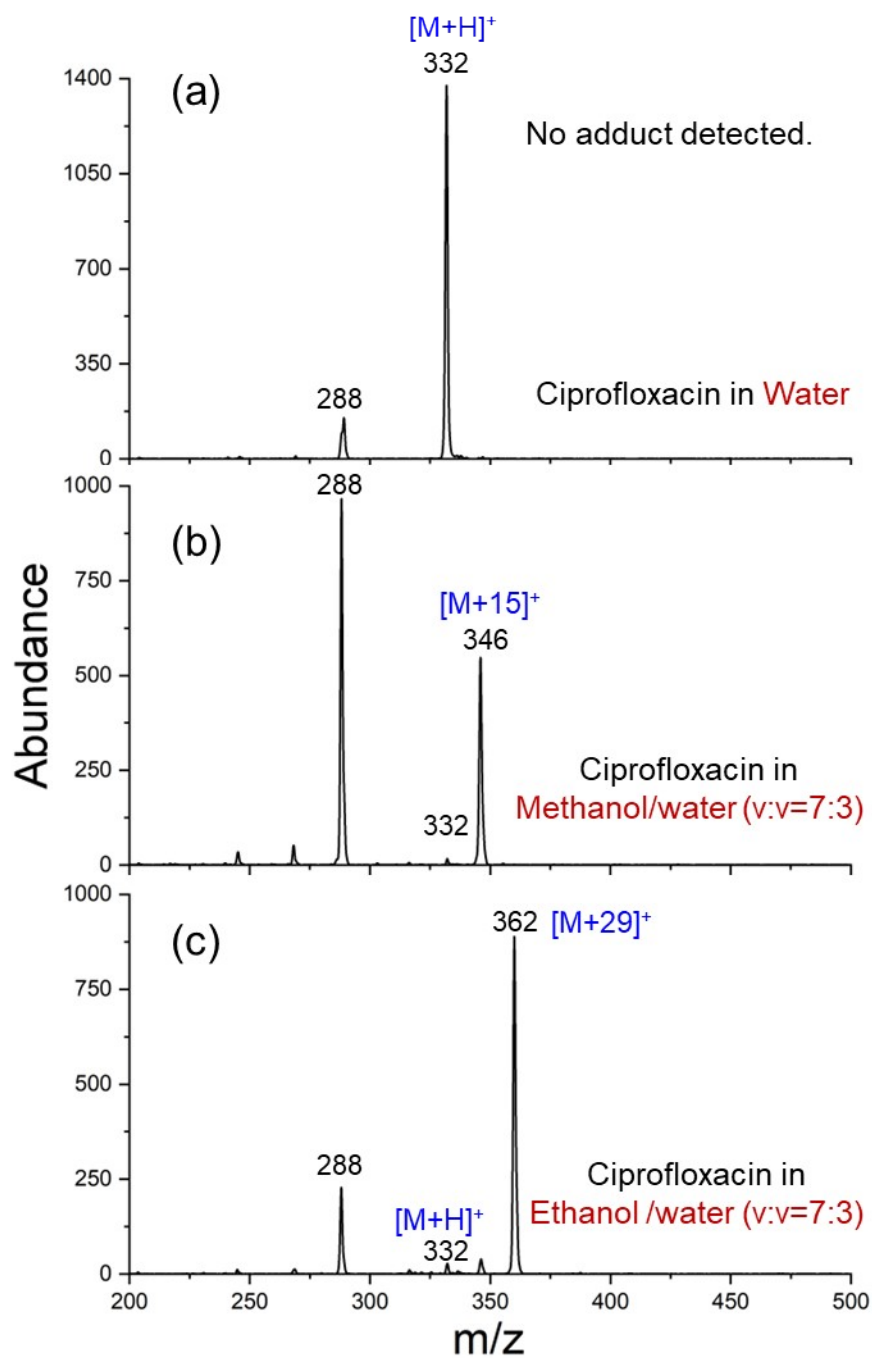 [M+H]⁺
332
1400
(a)
No adduct detected.
1050
700
350
288
Ciprofloxacin in Water
0
1000
288
(b)
750
[M+15]⁺
346
500
Ciprofloxacin in
250
Methanol/water (v:v=7:3)
332
0
1000
362 [M+29]⁺
(c)
750
500
288
Ciprofloxacin in
250
[M+H]⁺
Ethanol /water (v:v=7:3)
332
0
200 250 300 350 400 450 500
m/z
Abundance